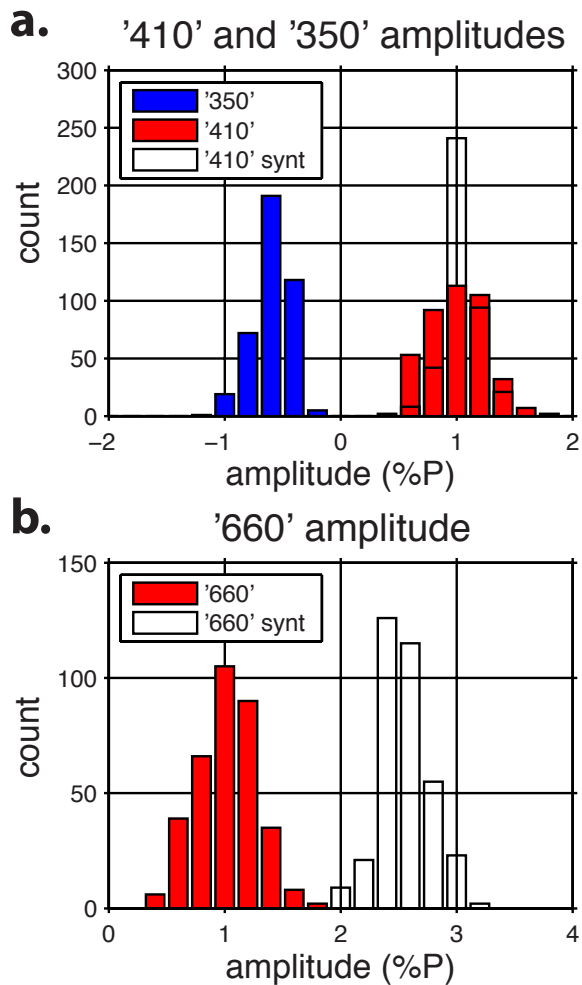 a.
'410' and '350' amplitudes
300
250
200
150
100
50
0
count
'350'
'410'
'410' synt
−2
−1
0
1
2
amplitude (%P)
b.
'660' amplitude
150
100
50
0
count
'660'
'660' synt
0
1
2
3
4
amplitude (%P)